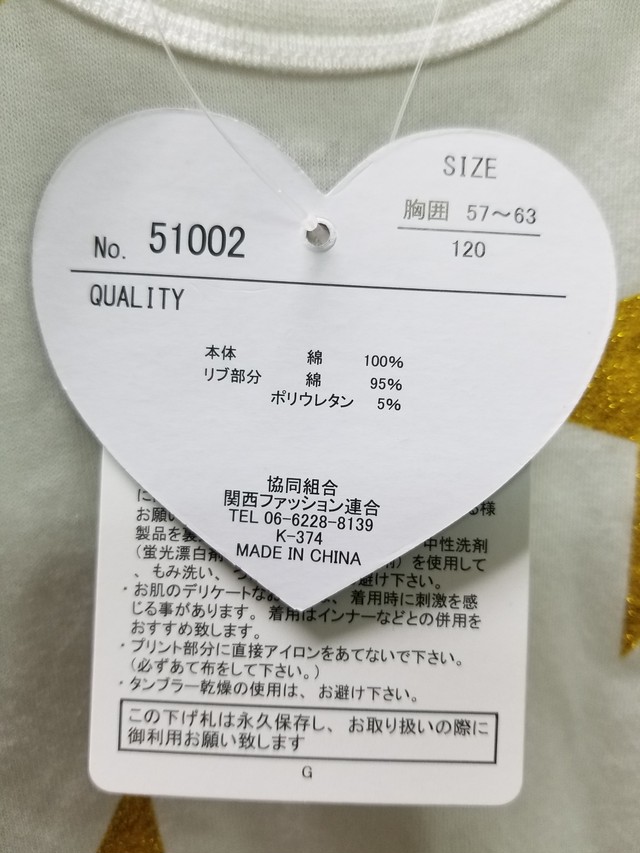 SIZE
胸囲 57～63
120
No. 51002
QUALITY
本体 綿 100%
リブ部分 綿 95%
ポリウレタン 5%
協同組合
関西ファッション連合
TEL 06-6228-8139
K-374
MADE IN CHINA
様
お願い
製品を 中性洗剤
(蛍光漂白剤 を使用して
、もみ洗い、 避け下さい。
・お肌のデリケートな 、着用時に刺激を感
じる事があります。着用はインナーなどとの併用を
おすすめ致します。
・プリント部分に直接アイロンをあてないで下さい。
(必ずあて布をして下さい。)
・タンブラー乾燥の使用は、お避け下さい。
この下げ札は永久保存し、お取り扱いの際に
御利用お願い致します
G